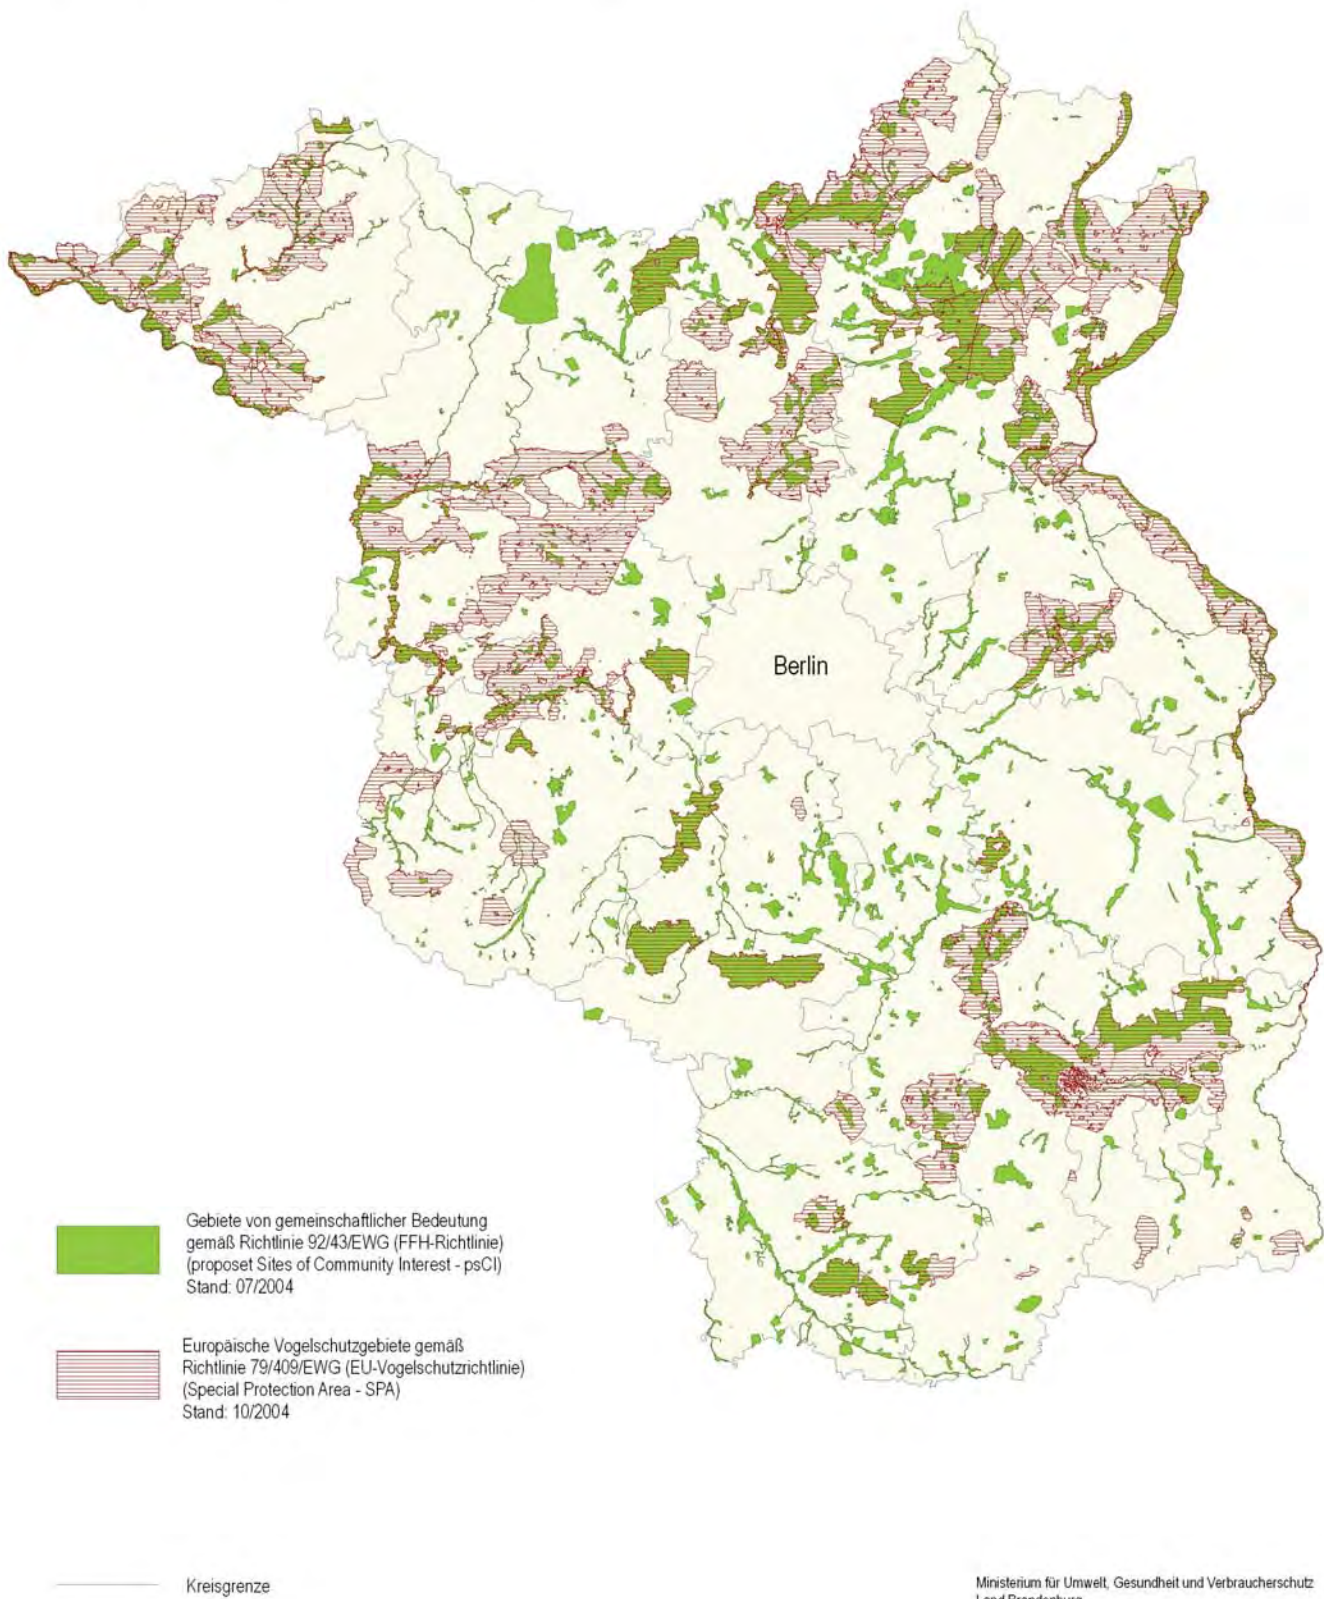 Berlin
Gebiete von gemeinschaftlicher Bedeutung
gemäß Richtlinie 92/43/EWG (FFH-Richtlinie)
(proposet Sites of Community Interest - psCI)
Stand: 07/2004
Europäische Vogelschutzgebiete gemäß
Richtlinie 79/409/EWG (EU-Vogelschutzrichtlinie)
(Special Protection Area - SPA)
Stand: 10/2004
Kreisgrenze
Ministerium für Umwelt, Gesundheit und Verbraucherschutz
Land Brandenburg